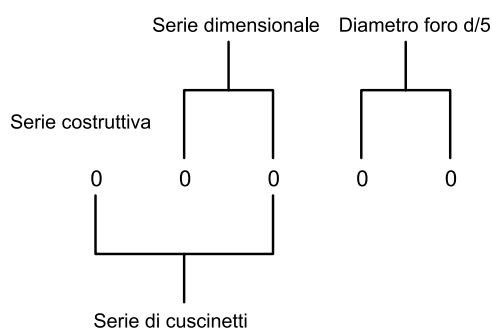 Serie dimensionale Diametro foro d/5
Serie costruttiva
0 0 0 0 0
Serie di cuscinetti